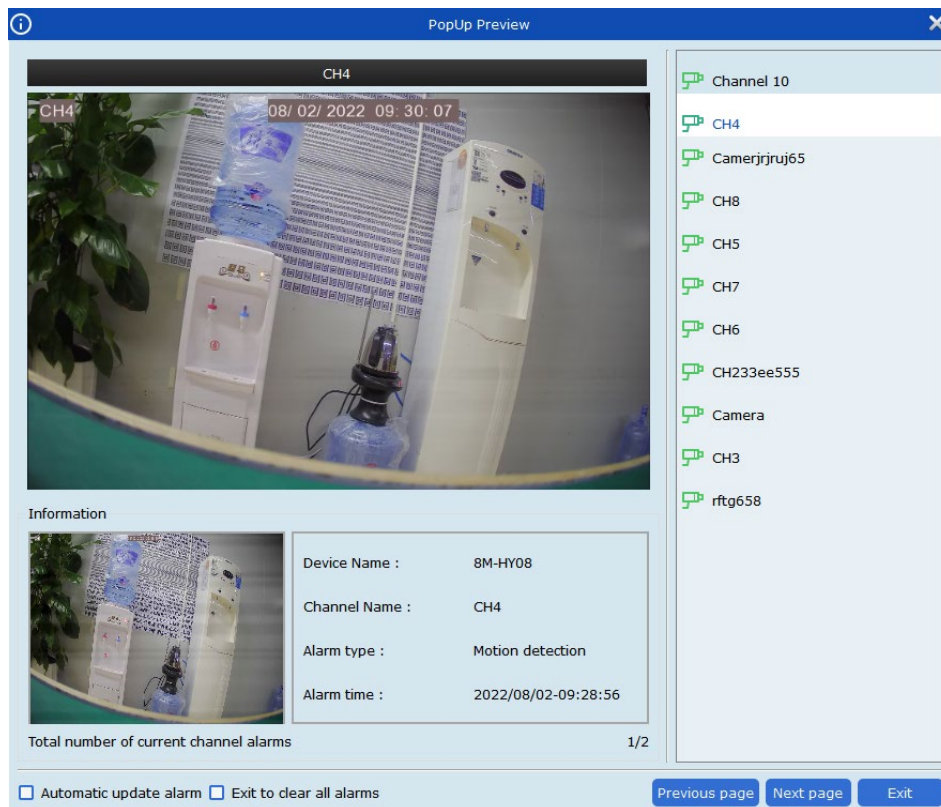 PopUp Preview
CH4
CH4
08/ 02/ 2022 09: 30: 07
Channel 10
CH4
Camerjrjruj65
CH8
CH5
CH7
CH6
CH233ee555
Camera
CH3
rftg658
Information
Device Name : 8M-HY08
Channel Name : CH4
Alarm type : Motion detection
Alarm time : 2022/08/02-09:28:56
Total number of current channel alarms 1/2
Automatic update alarm Exit to clear all alarms Previous page Next page Exit